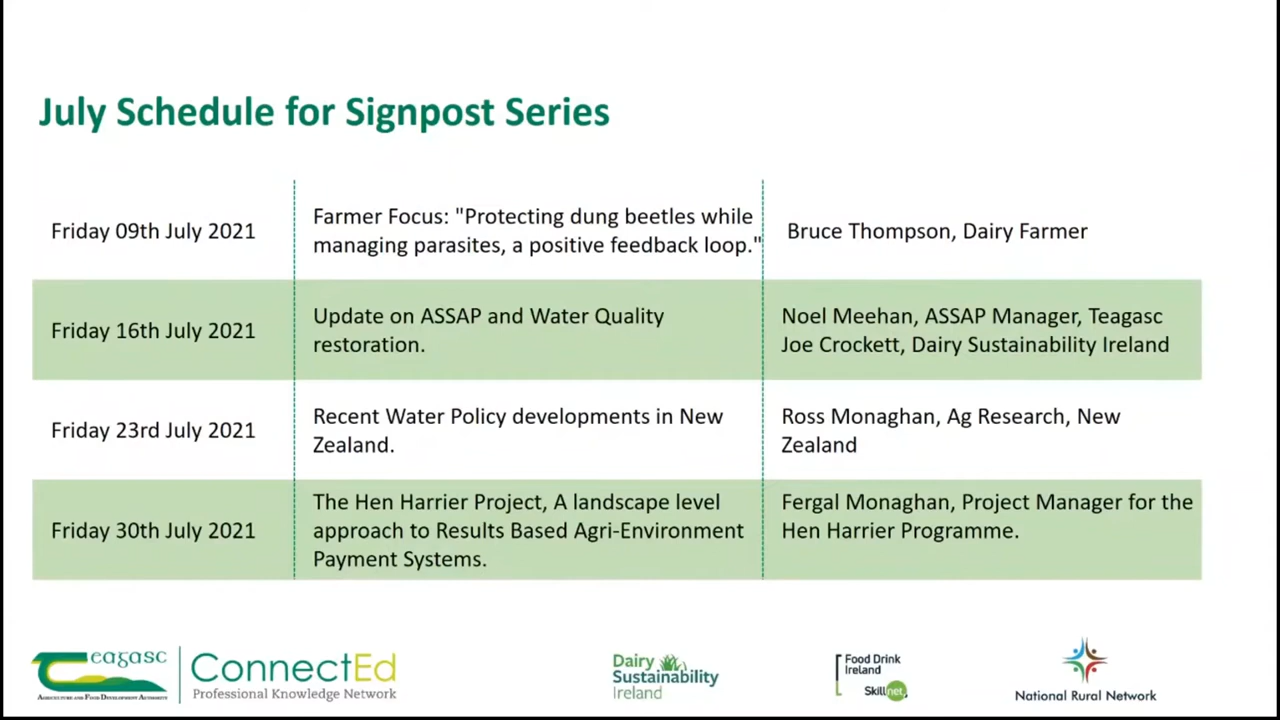 July Schedule for Signpost Series
Friday 09th July 2021
Farmer Focus: "Protecting dung beetles while
managing parasites, a positive feedback loop."
Bruce Thompson, Dairy Farmer
Friday 16th July 2021
Update on ASSAP and Water Quality
restoration.
Noel Meehan, ASSAP Manager, Teagasc
Joe Crockett, Dairy Sustainability Ireland
Friday 23rd July 2021
Recent Water Policy developments in New
Zealand.
Ross Monaghan, Ag Research, New
Zealand
Friday 30th July 2021
The Hen Harrier Project, A landscape level
approach to Results Based Agri-Environment
Payment Systems.
Fergal Monaghan, Project Manager for the
Hen Harrier Programme.
Teagasc
Agriculture and Food Development Authority
ConnectEd
Professional Knowledge Network
Dairy
Sustainability
Ireland
Food Drink
Ireland
Skillnet
National Rural Network